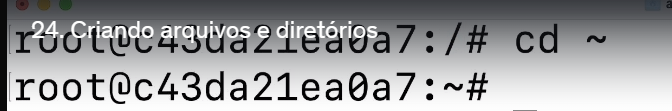 24. Criando arquivos e diretórios
root@c43da21ea0a7:/# cd ~
root@c43da21ea0a7:~#